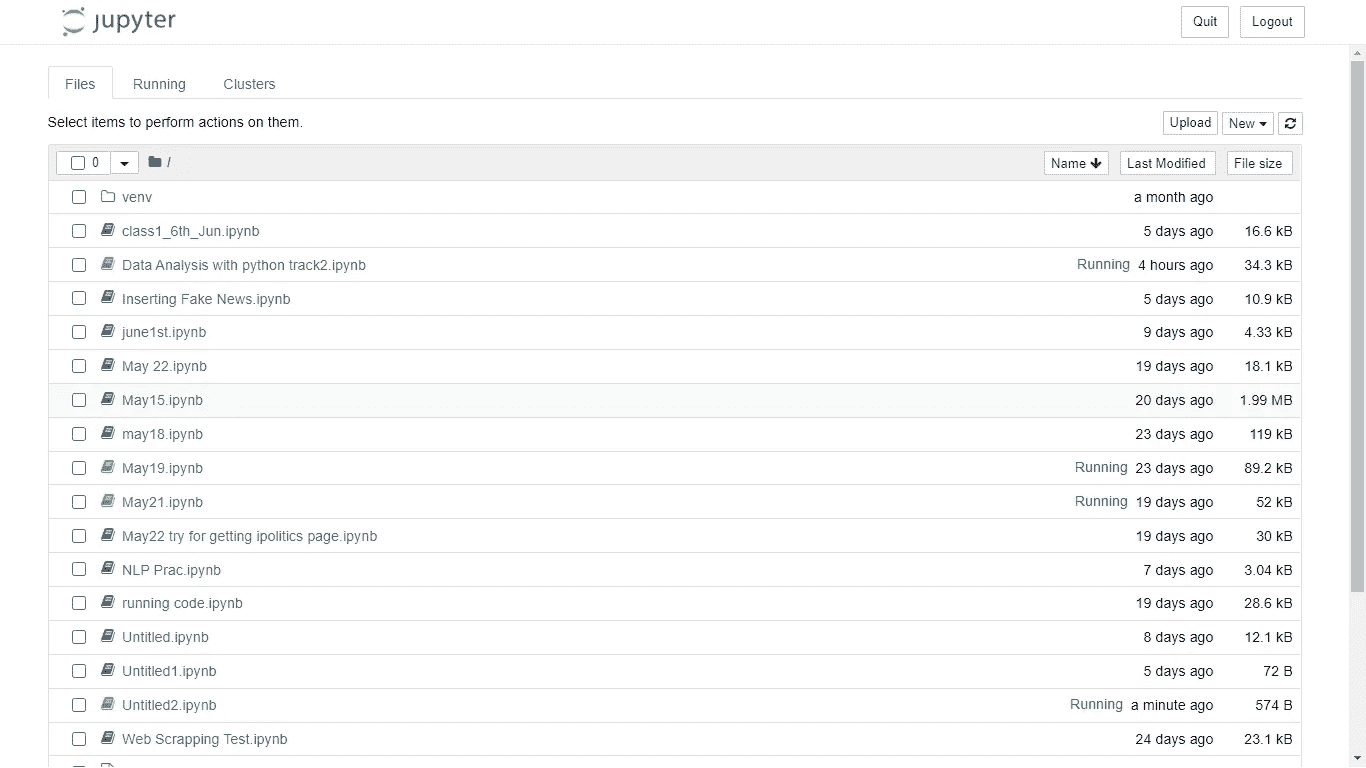 jupyter Quit Logout
Files Running Clusters
Select items to perform actions on them. Upload New
0 / Name Last Modified File size
venv a month ago
class1_6th_Jun.ipynb 5 days ago 16.6 kB
Data Analysis with python track2.ipynb Running 4 hours ago 34.3 kB
Inserting Fake News.ipynb 5 days ago 10.9 kB
june1st.ipynb 9 days ago 4.33 kB
May 22.ipynb 19 days ago 18.1 kB
May15.ipynb 20 days ago 1.99 MB
may18.ipynb 23 days ago 119 kB
May19.ipynb Running 23 days ago 89.2 kB
May21.ipynb Running 19 days ago 52 kB
May22 try for getting ipolitics page.ipynb 19 days ago 30 kB
NLP Prac.ipynb 7 days ago 3.04 kB
running code.ipynb 19 days ago 28.6 kB
Untitled.ipynb 8 days ago 12.1 kB
Untitled1.ipynb 5 days ago 72 B
Untitled2.ipynb Running a minute ago 574 B
Web Scrapping Test.ipynb 24 days ago 23.1 kB